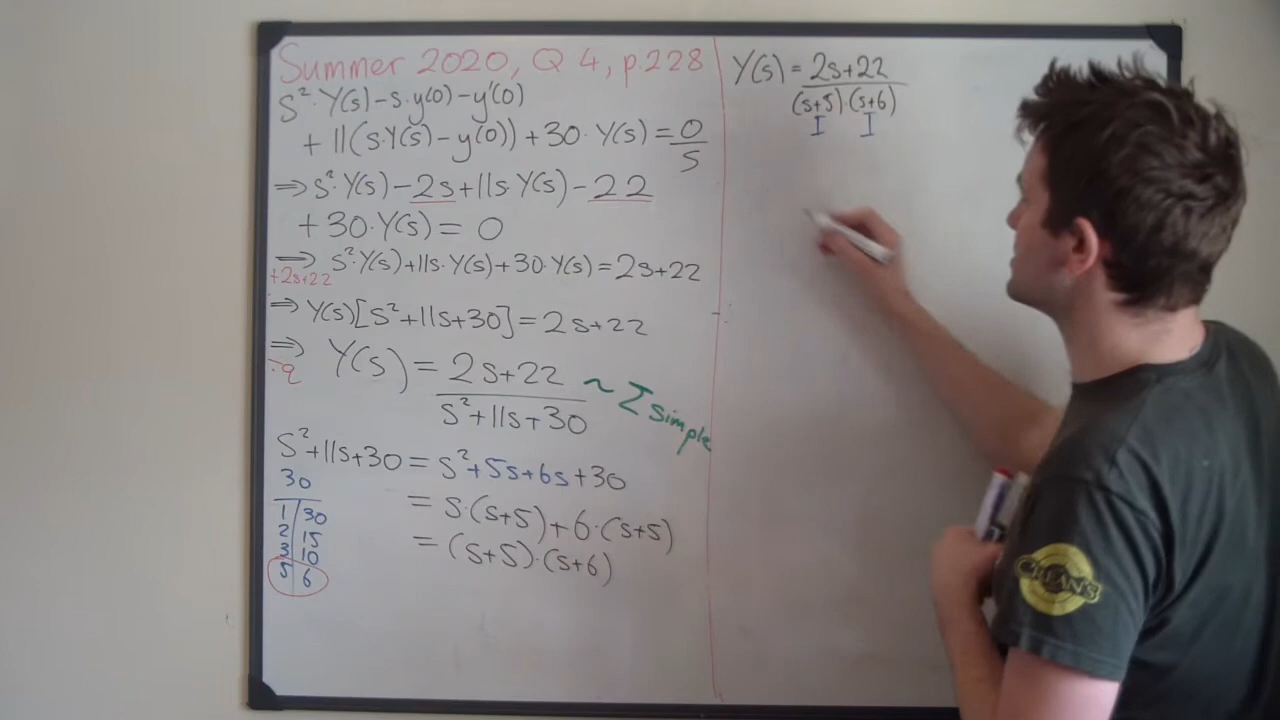 Summer 2020, Q 4, p.228
S²·Y(s)-s·y(0)-y'(0)
+11(s·Y(s)-y(0))+30·Y(s)=0/S
⇒s²·Y(s)-2s+11s·Y(s)-22
+30·Y(s)=0
⇒ s²·Y(s)+11s·Y(s)+30·Y(s)=2s+22
+2s+22
⇒ Y(s)[s²+11s+30]=2s+22
⇒ Y(s)=2s+22/s²+11s+30 ~ Σ simple
÷q
S²+11s+30=s²+5s+6s+30
= s·(s+5)+6·(s+5)
= (s+5)·(s+6)
30
1 30
2 15
3 10
5 6
Y(s)=2s+22/(s+5)·(s+6)
I I